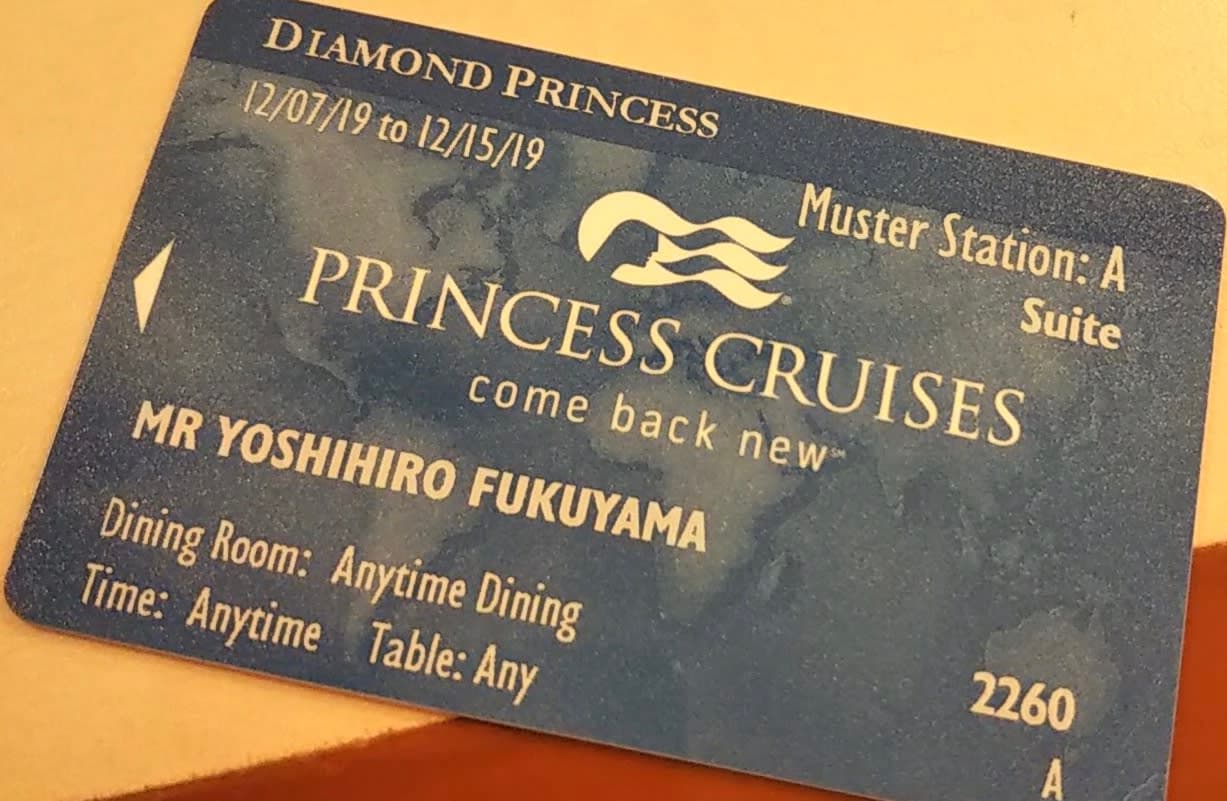 DIAMOND PRINCESS
12/07/19 to 12/15/19
Muster Station: A
Suite
PRINCESS CRUISES
come back new℠
MR YOSHIHIRO FUKUYAMA
Dining Room: Anytime Dining
Time: Anytime Table: Any
2260
A